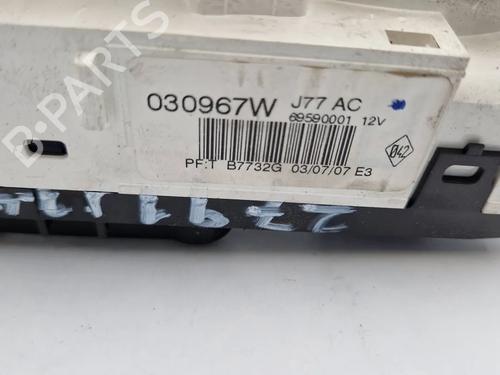 B-PARTS
030967W J77 AC
69590001 12V
042
PF:T B7732G 03/07/07 E3